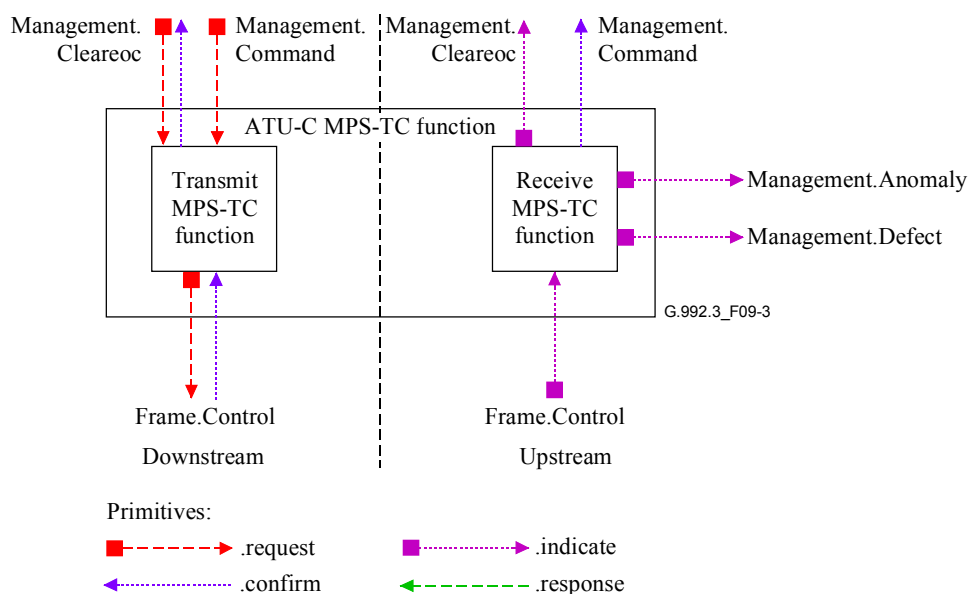 Management.
Cleareoc
Management.
Command
Management.
Cleareoc
Management.
Command
ATU-C MPS-TC function
Transmit
MPS-TC
function
Receive
MPS-TC
function
Management.Anomaly
Management.Defect
G.992.3_F09-3
Frame.Control
Downstream
Frame.Control
Upstream
Primitives:
.request
.indicate
.confirm
.response